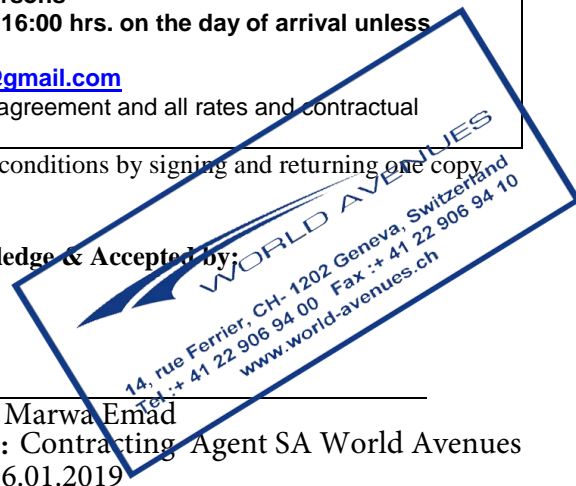 ersons
16:00 hrs. on the day of arrival unless
@gmail.com
agreement and all rates and contractual
conditions by signing and returning one copy
ledge & Accepted by:
WORLD AVENUES
14, rue Ferrier, CH- 1202 Geneva, Switzerland
Tel :+ 41 22 906 94 00 Fax :+ 41 22 906 94 10
www.world-avenues.ch
Marwa Emad
: Contracting Agent SA World Avenues
6.01.2019